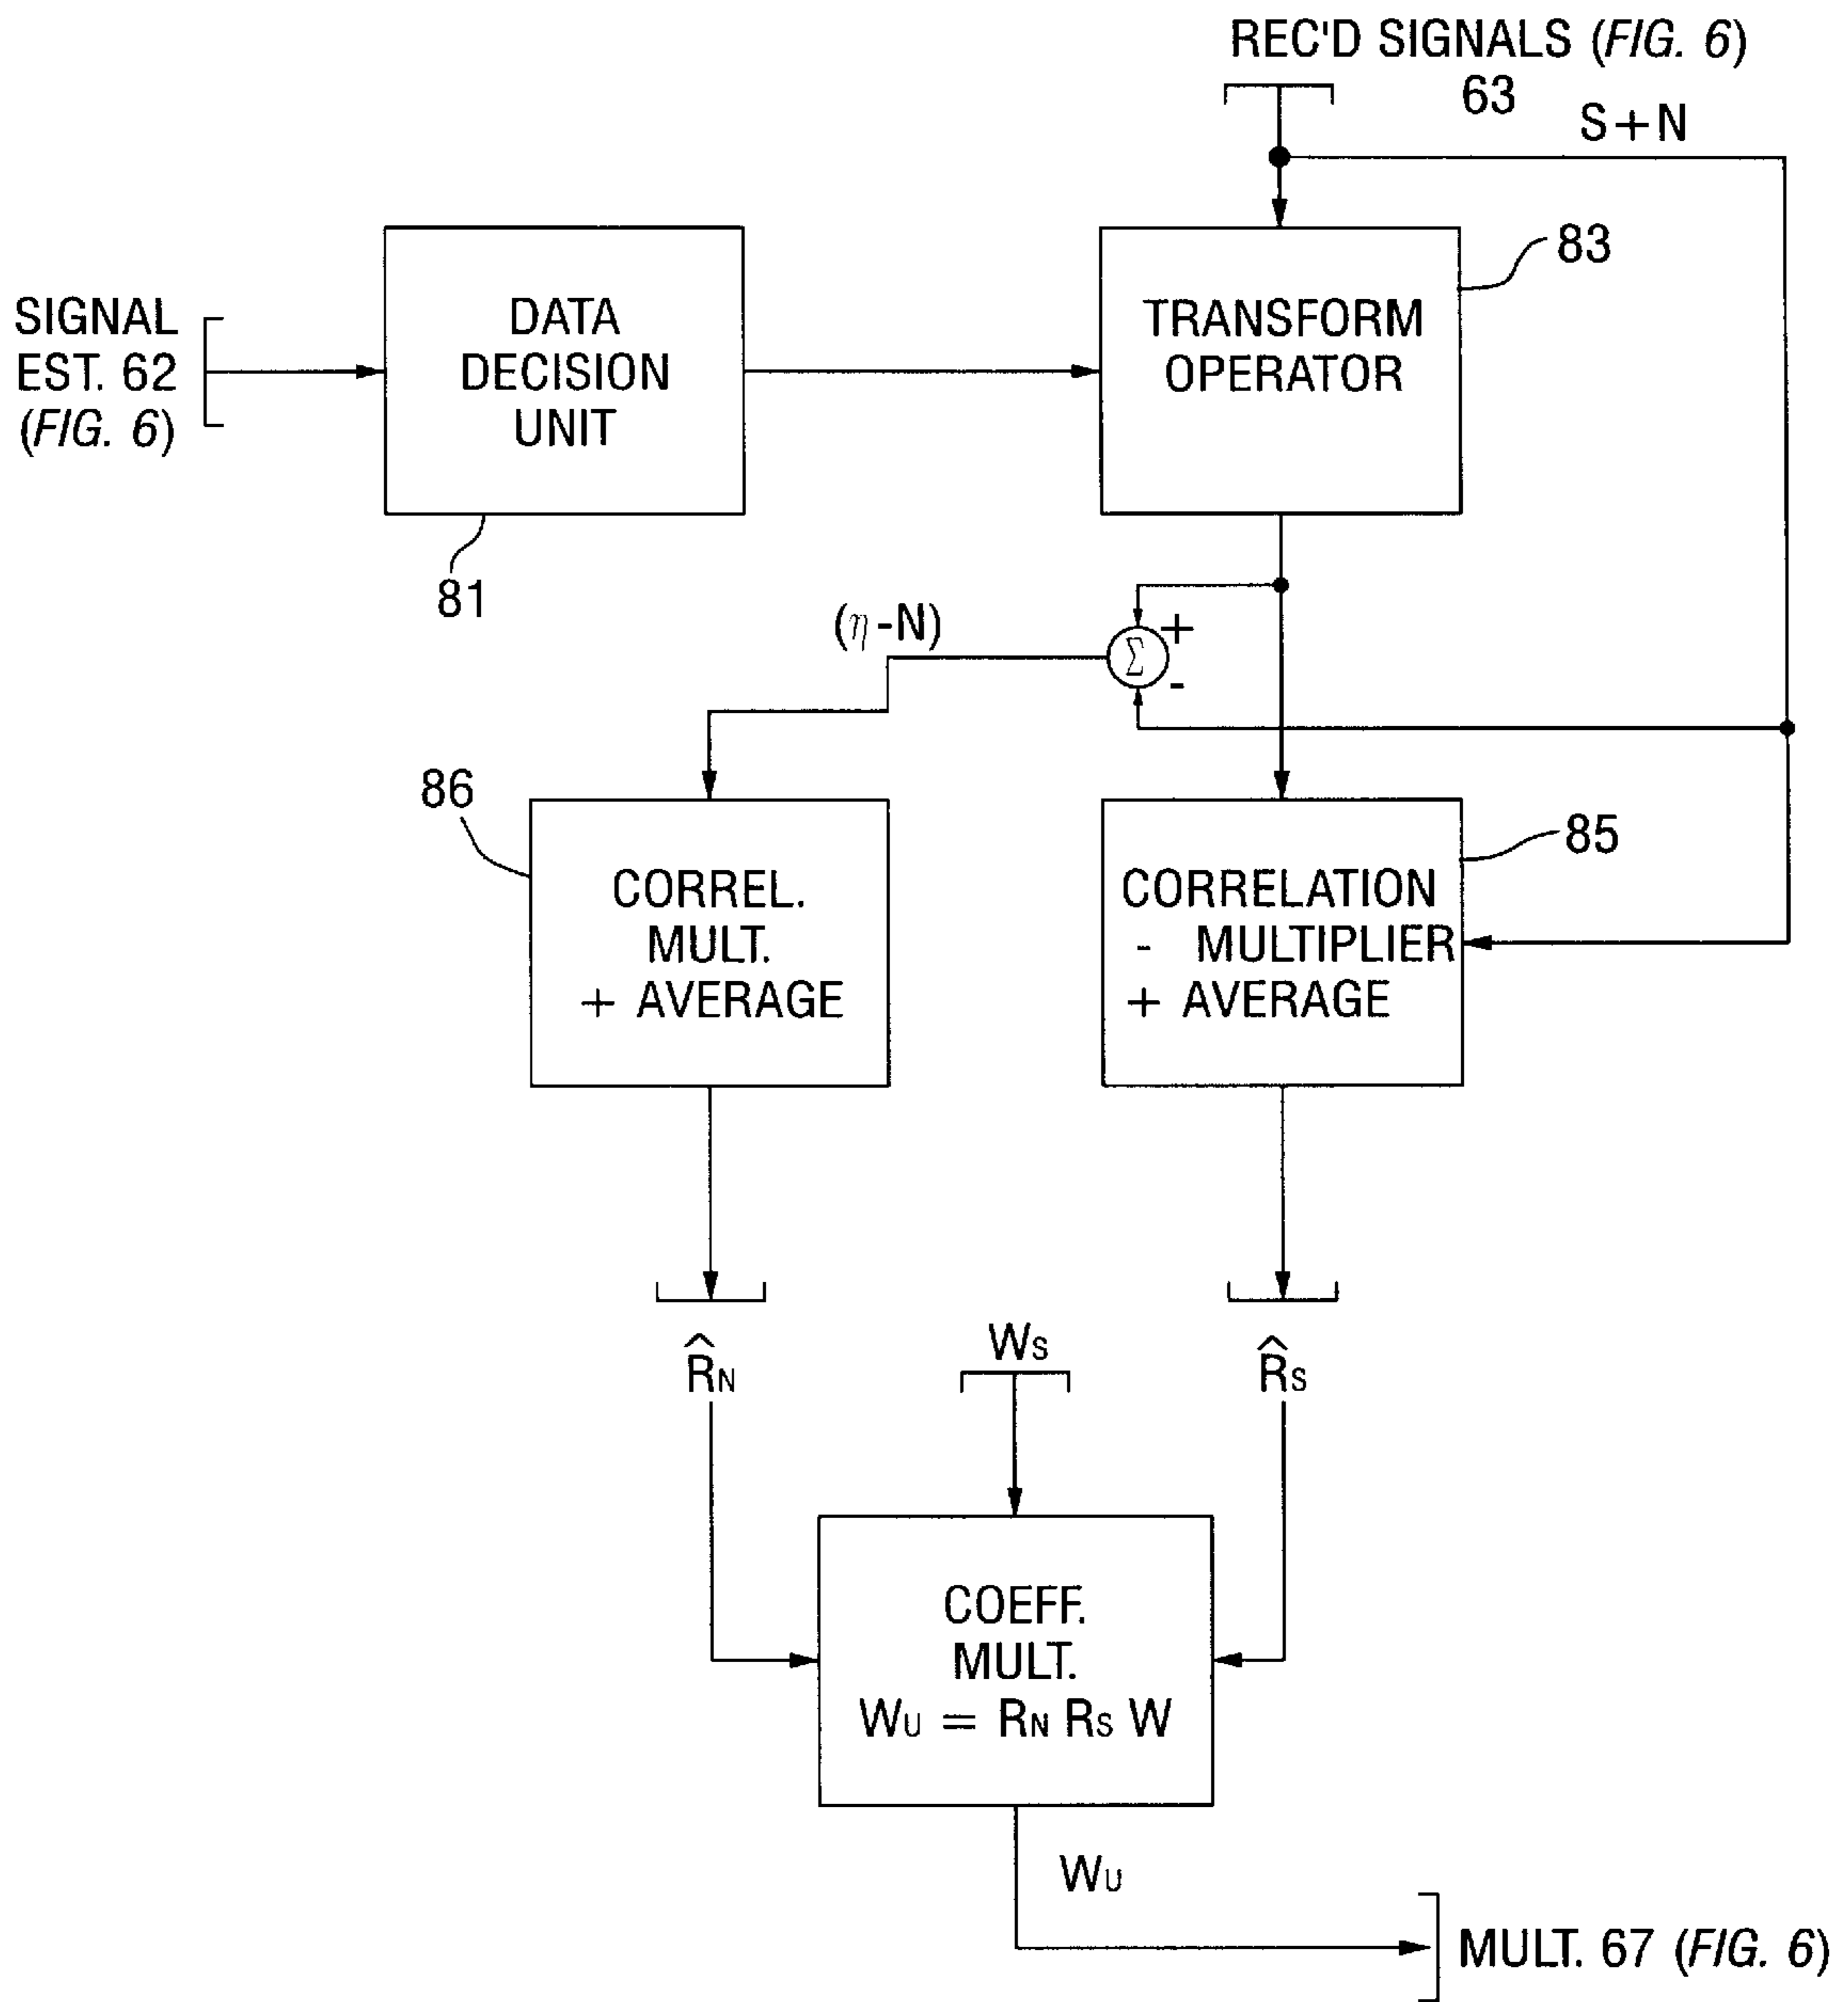 REC'D SIGNALS (FIG. 6)
63
S+N
SIGNAL
EST. 62
(FIG. 6)
DATA
DECISION
UNIT
81
TRANSFORM
OPERATOR
83
(η-N)
+
Σ
-
86
CORREL.
MULT.
+ AVERAGE
CORRELATION
- MULTIPLIER
+ AVERAGE
85
R̂N
WS
R̂S
COEFF.
MULT.
WU = RN RS W
WU
MULT. 67 (FIG. 6)